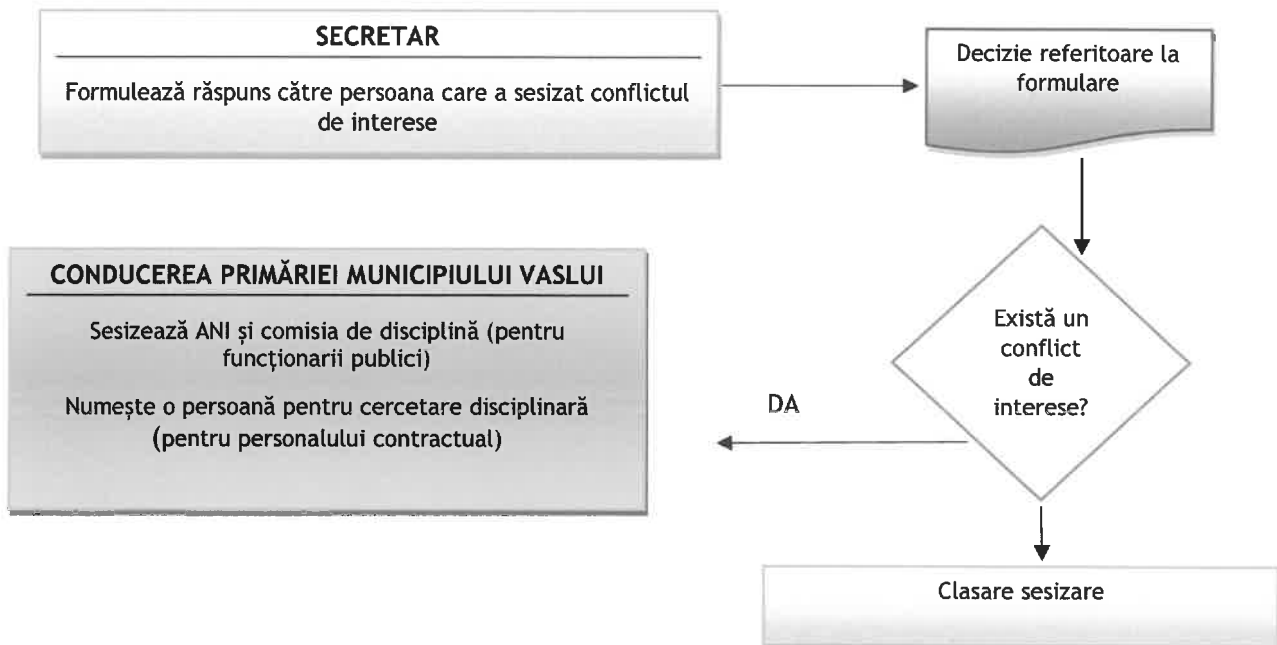 SECRETAR
Formulează răspuns către persoana care a sesizat conflictul
de interese
Decizie referitoare la
formulare
CONDUCEREA PRIMĂRIEI MUNICIPIULUI VASLUI
Sesizează ANI și comisia de disciplină (pentru
funcționarii publici)
Numește o persoană pentru cercetare disciplinară
(pentru personalului contractual)
Există un
conflict
de
interese?
DA
Clasare sesizare